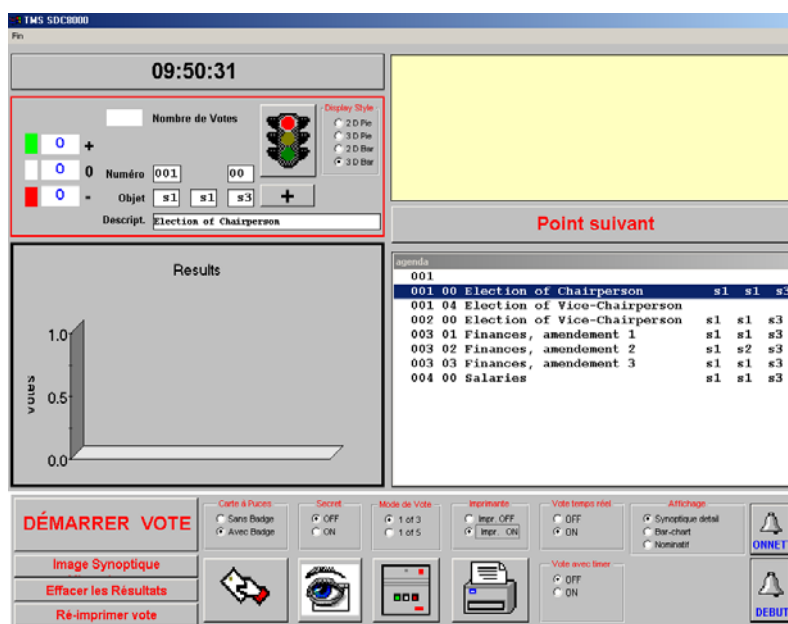 TMS SDC8000
Fin
09:50:31
Nombre de Votes
Display Style
2 D Pie
3 D Pie
2 D Bar
3 D Bar
0 +
0 0
0 -
Numéro 001 00
Objet s1 s1 s3 +
Descript. Election of Chairperson
Point suivant
Results
Votes
1.0
0.5
0.0
agenda
001
001 00 Election of Chairperson s1 s1 s3
001 04 Election of Vice-Chairperson
002 00 Election of Vice-Chairperson s1 s1 s3
003 01 Finances, amendement 1 s1 s1 s3
003 02 Finances, amendement 2 s1 s2 s3
003 03 Finances, amendement 3 s1 s1 s3
004 00 Salaries s1 s1 s3
DÉMARRER VOTE
Image Synoptique
Effacer les Résultats
Ré-imprimer vote
Carte à Puces
Sans Badge
Avec Badge
Secret
OFF
ON
Mode de Vote
1 of 3
1 of 5
Imprimante
Impr. OFF
Impr. ON
Vote temps réel
OFF
ON
Vote avec timer
OFF
ON
Affichage
Synoptique detail
Bar-chart
Nominatif
ONNET
DEBUT